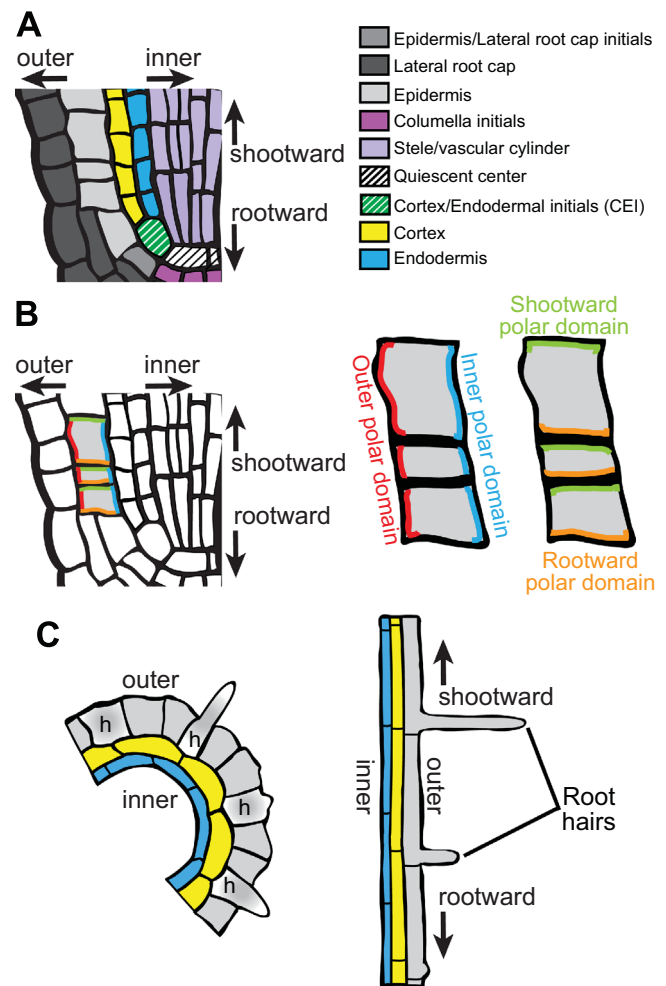 A
outer
inner
shootward
rootward
Epidermis/Lateral root cap initials
Lateral root cap
Epidermis
Columella initials
Stele/vascular cylinder
Quiescent center
Cortex/Endodermal initials (CEI)
Cortex
Endodermis
B
outer
inner
shootward
rootward
Outer polar domain
Inner polar domain
Shootward
polar domain
Rootward
polar domain
C
outer
h
h
h
h
inner
shootward
inner
outer
Root
hairs
rootward